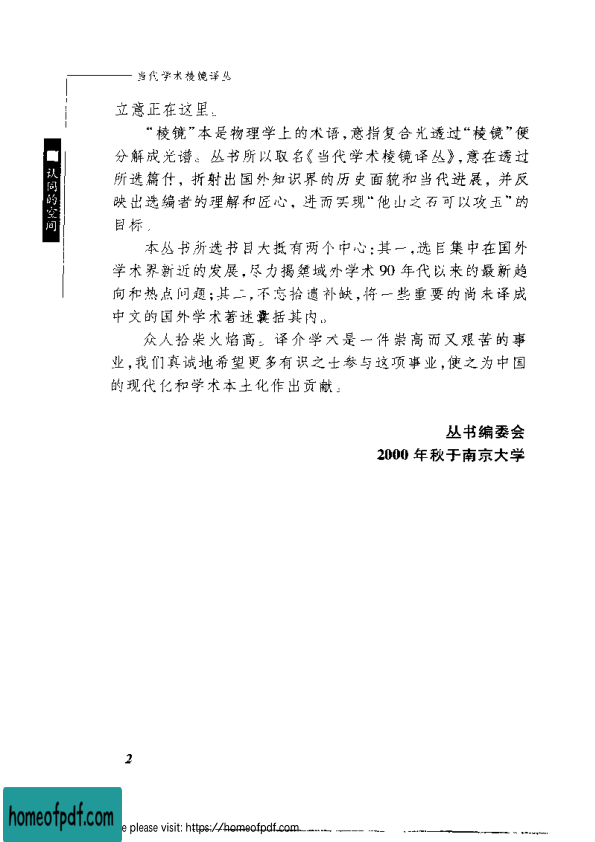 当代学术棱镜译丛
认同的空间
立意正在这里。
“棱镜”本是物理学上的术语,意指复合光透过“棱镜”便
分解成光谱。丛书所以取名《当代学术棱镜译丛》,意在透过
所选篇什,折射出国外知识界的历史面貌和当代进展,并反
映出选编者的理解和匠心,进而实现“他山之石可以攻玉”的
目标。
本丛书所选书目大抵有两个中心:其一,选目集中在国外
学术界新近的发展,尽力揭橥域外学术90年代以来的最新趋
向和热点问题;其二,不忘拾遗补缺,将一些重要的尚未译成
中文的国外学术著述囊括其内。
众人拾柴火焰高。译介学术是一件崇高而又艰苦的事
业,我们真诚地希望更多有识之士参与这项事业,使之为中国
的现代化和学术本土化作出贡献。
丛书编委会
2000年秋于南京大学
2
homeofpdf.com
e please visit: https://homeofpdf.com